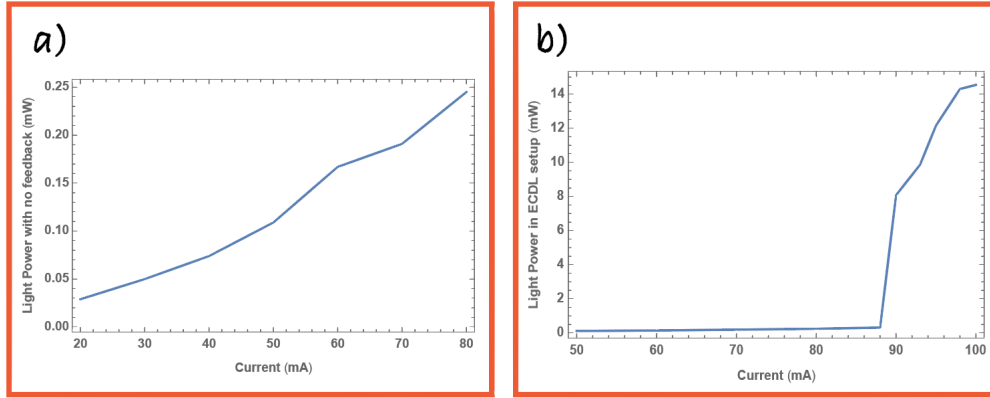 a)
Light Power with no feedback (mW)
0.25
0.20
0.15
0.10
0.05
0.00
20 30 40 50 60 70 80
Current (mA)
b)
Light Power in ECDL setup (mW)
14
12
10
8
6
4
2
0
50 60 70 80 90 100
Current (mA)